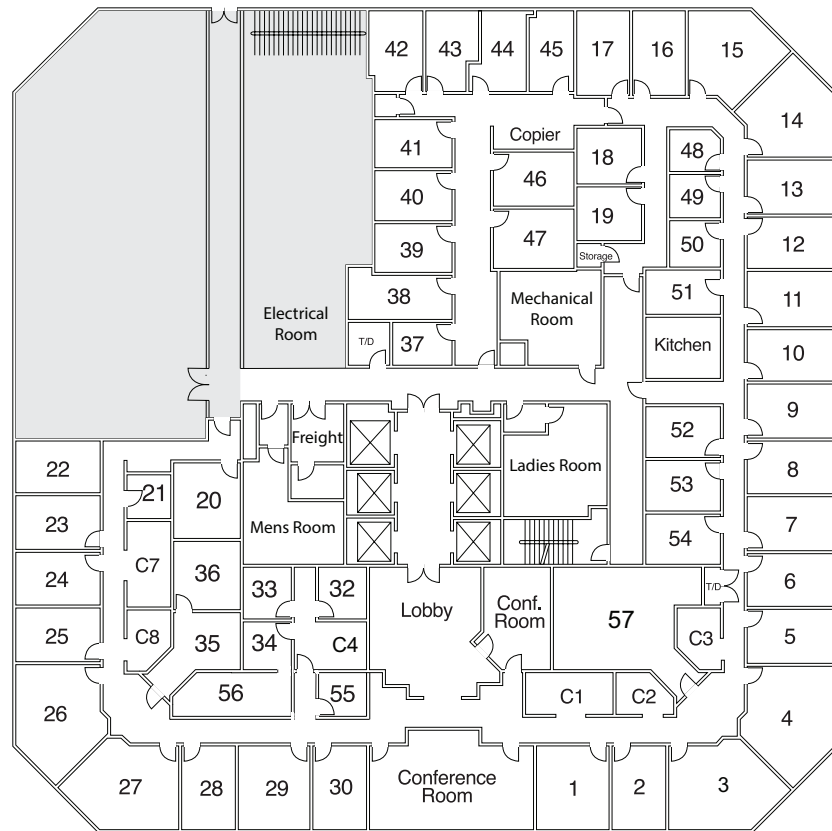 42 43 44 45 17 16 15
14
Copier
41 18 48
46
40 49 13
19
47 50 12
39
Storage
38 51 11
Mechanical
Room
Electrical
Room
T/D 37 Kitchen 10
9
52
Freight
22 Ladies Room 8
21 20 53
23 Mens Room 7
54
C7
24 36 33 32 T/D 6
Lobby
Conf.
Room
57
25 C8 35 34 C4 C3 5
56 55 C1 C2
26 4
27 28 29 30
Conference
Room
1 2 3